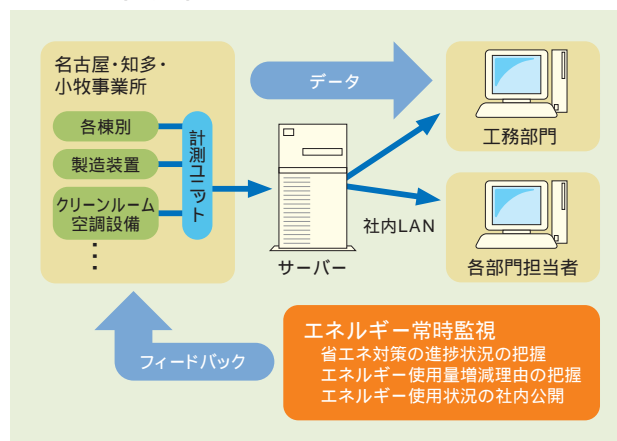 名古屋・知多・
小牧事業所
各棟別
製造装置
クリーンルーム
空調設備
計測ユニット
データ
サーバー
社内LAN
工務部門
各部門担当者
フィードバック
エネルギー常時監視
省エネ対策の進捗状況の把握
エネルギー使用量増減理由の把握
エネルギー使用状況の社内公開